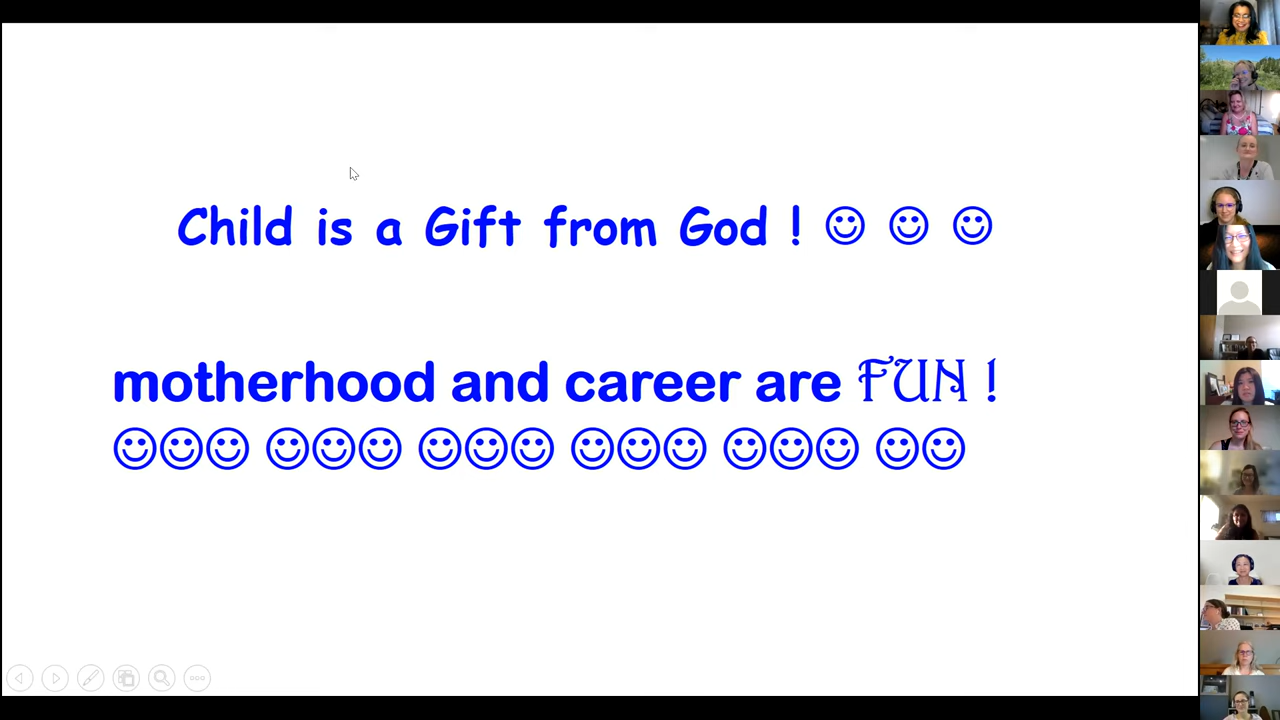 Child is a Gift from God ! ☺ ☺ ☺
motherhood and career are FUN !
☺☺☺ ☺☺☺ ☺☺☺ ☺☺☺ ☺☺☺ ☺☺